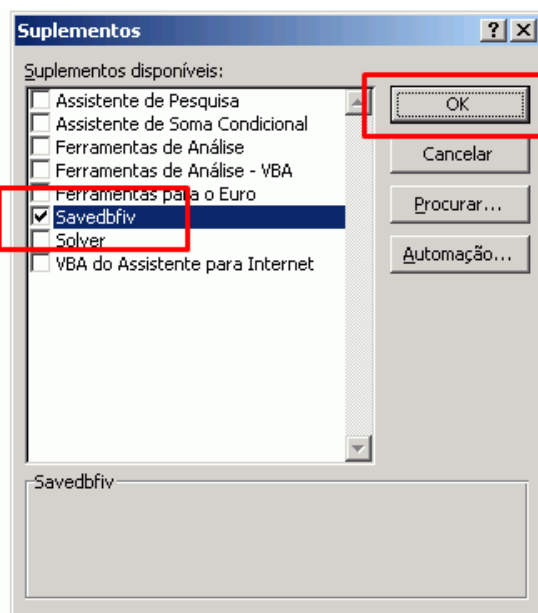 Suplementos
Suplementos disponíveis:
Assistente de Pesquisa
Assistente de Soma Condicional
Ferramentas de Análise
Ferramentas de Análise - VBA
Ferramentas para o Euro
Savedbfiv
Solver
VBA do Assistente para Internet
OK
Cancelar
Procurar...
Automação...
Savedbfiv